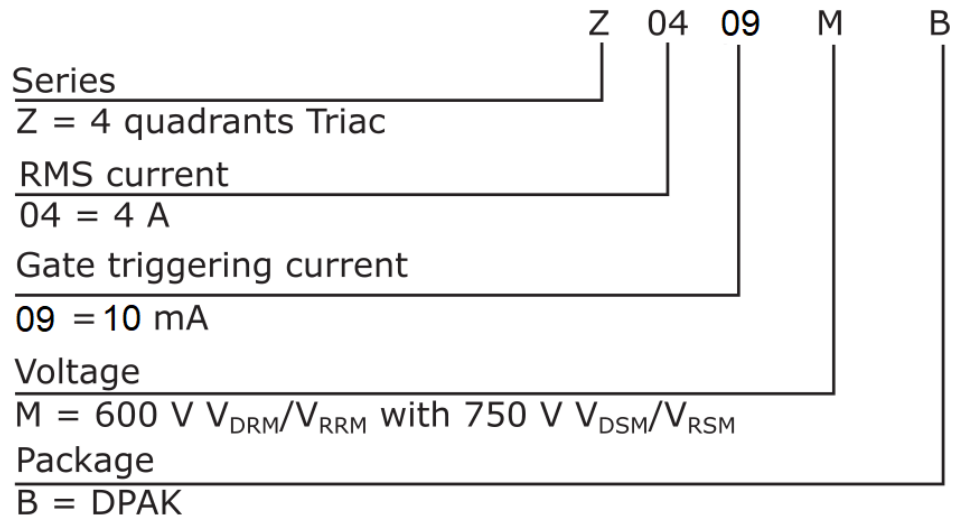 Z 04 09 M B
Series
Z = 4 quadrants Triac
RMS current
04 = 4 A
Gate triggering current
09 = 10 mA
Voltage
M = 600 V VDRM/VRRM with 750 V VDSM/VRSM
Package
B = DPAK